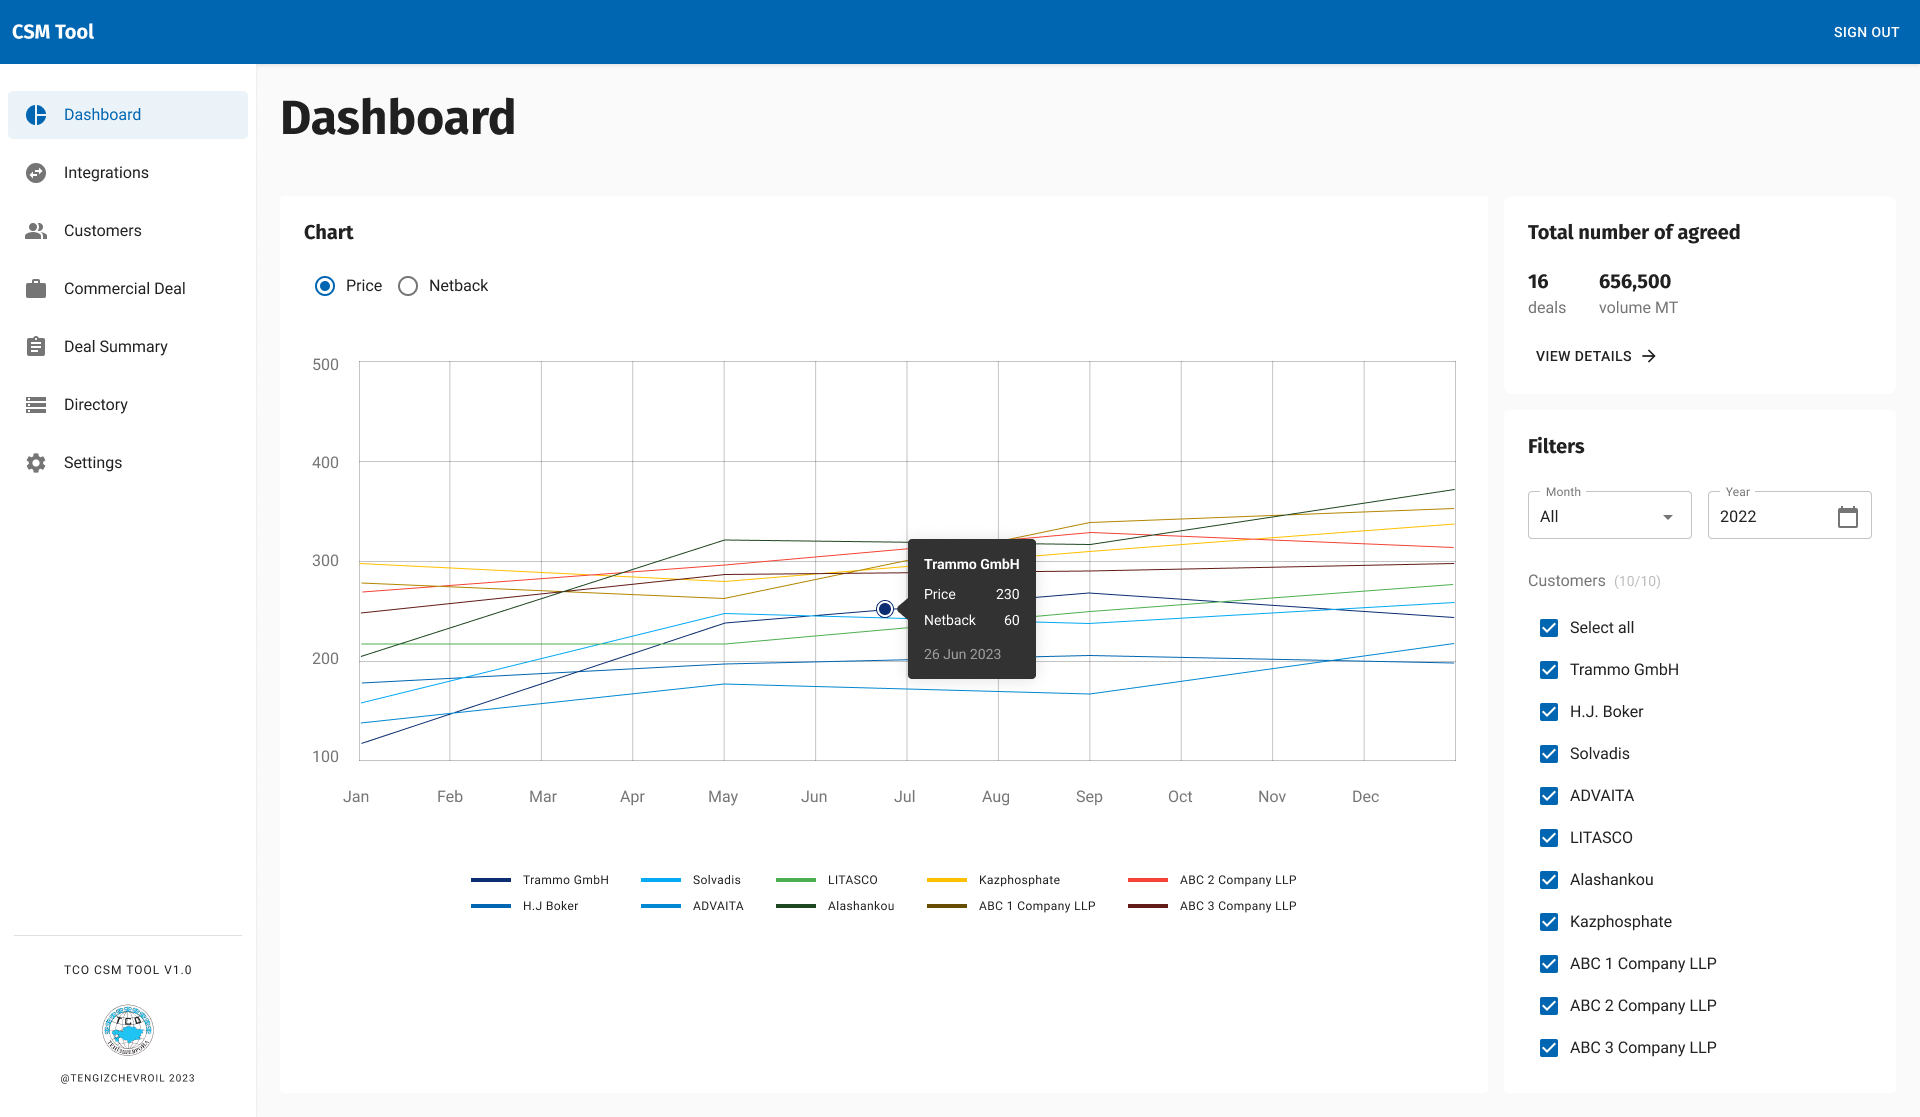 CSM Tool
SIGN OUT
Dashboard
Integrations
Customers
Commercial Deal
Deal Summary
Directory
Settings
TCO CSM TOOL V1.0
TCO
@TENGIZCHEVROIL 2023
Dashboard
Chart
Price
Netback
500
400
300
200
100
Jan Feb Mar Apr May Jun Jul Aug Sep Oct Nov Dec
Trammo GmbH
Price 230
Netback 60
26 Jun 2023
Trammo GmbH Solvadis LITASCO Kazphosphate ABC 2 Company LLP
H.J Boker ADVAITA Alashankou ABC 1 Company LLP ABC 3 Company LLP
Total number of agreed
16 656,500
deals volume MT
VIEW DETAILS
Filters
Month Year
All 2022
Customers (10/10)
Select all
Trammo GmbH
H.J. Boker
Solvadis
ADVAITA
LITASCO
Alashankou
Kazphosphate
ABC 1 Company LLP
ABC 2 Company LLP
ABC 3 Company LLP